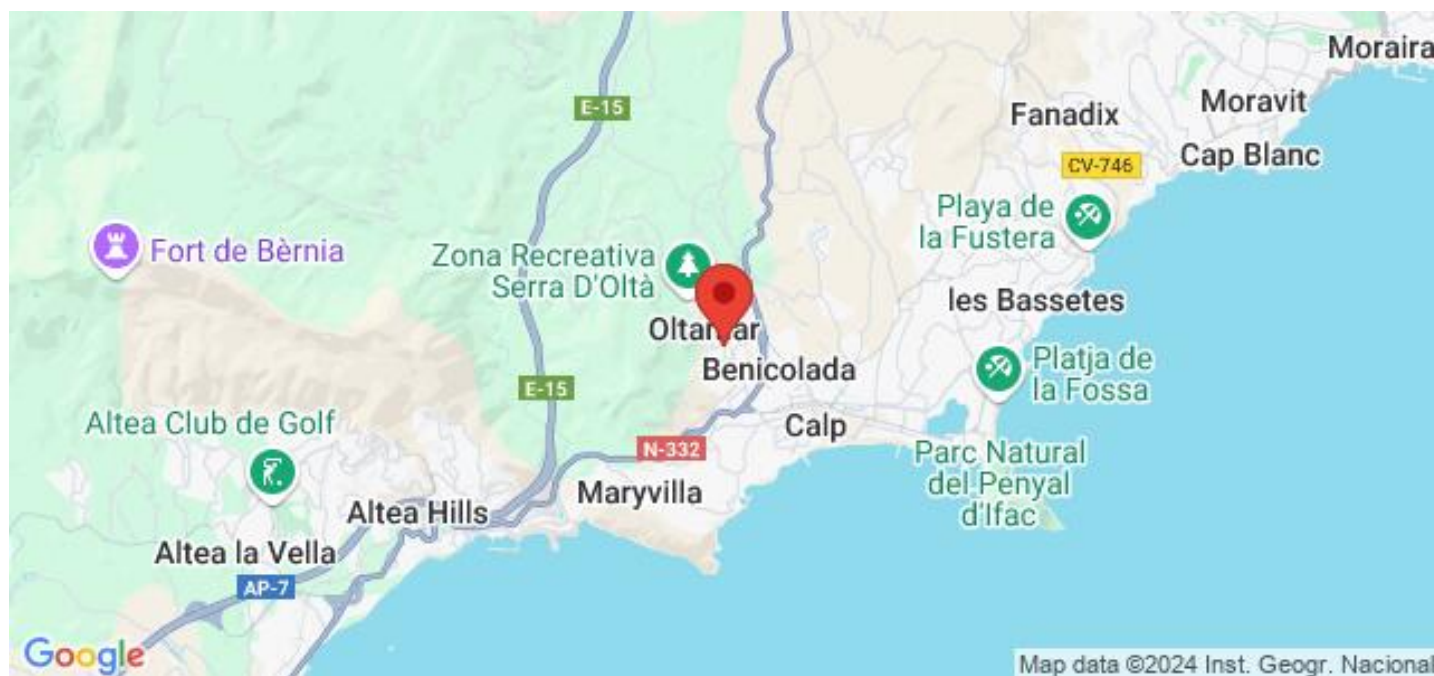 Moraira
E-15
Fanadix
Moravit
Cap Blanc
CV-746
Playa de
la Fustera
Fort de Bèrnia
Zona Recreativa
Serra D'Oltà
les Bassetes
Oltamar
Benicolada
Platja de
la Fossa
E-15
Altea Club de Golf
Calp
N-332
Parc Natural
del Penyal
d'Ifac
Maryvilla
Altea Hills
Altea la Vella
AP-7
Google
Map data ©2024 Inst. Geogr. Nacional